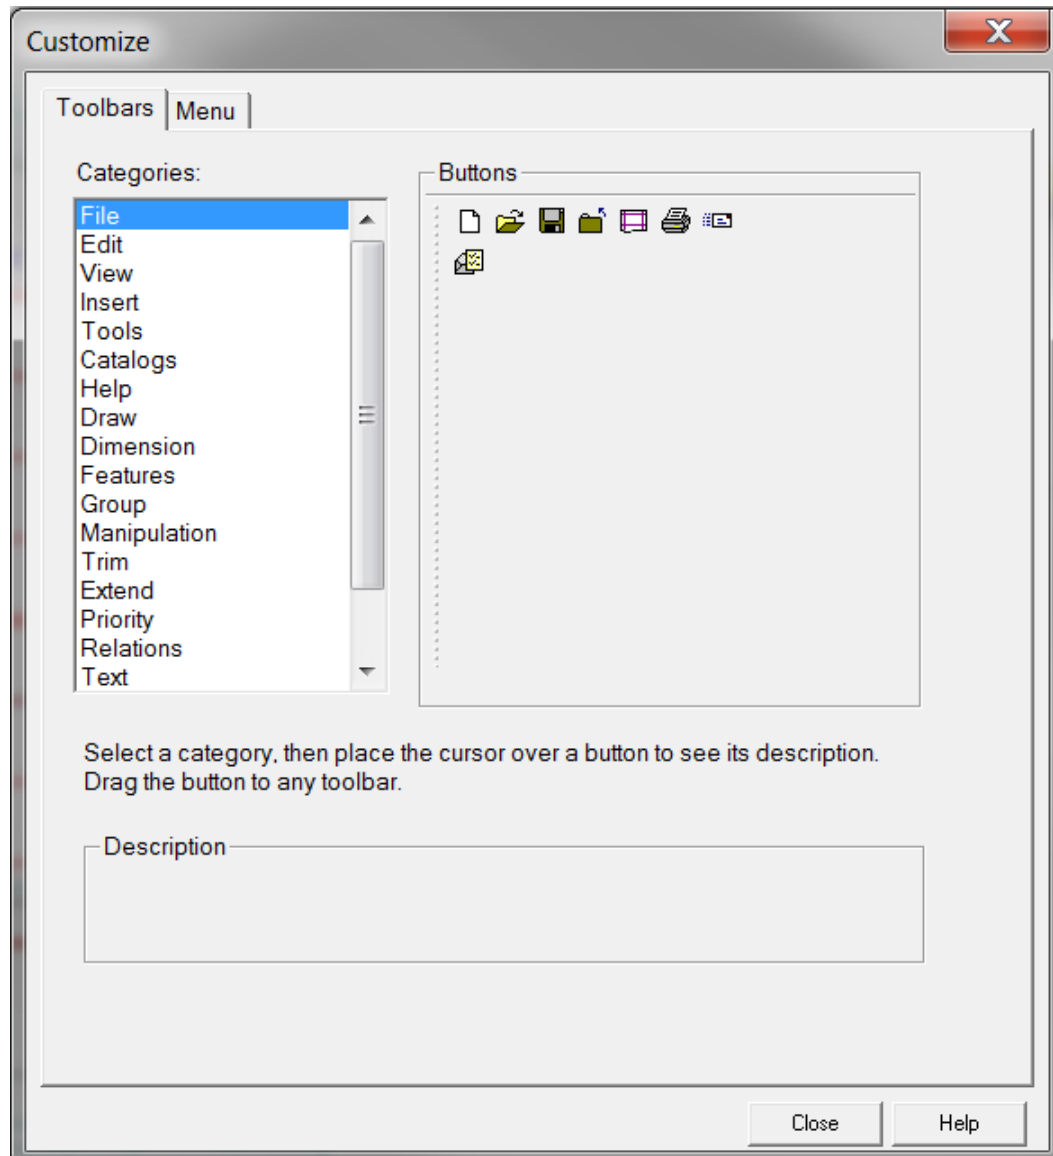 Customize
Toolbars
Menu
Categories:
File
Edit
View
Insert
Tools
Catalogs
Help
Draw
Dimension
Features
Group
Manipulation
Trim
Extend
Priority
Relations
Text
Buttons
Select a category, then place the cursor over a button to see its description.
Drag the button to any toolbar.
Description
Close
Help